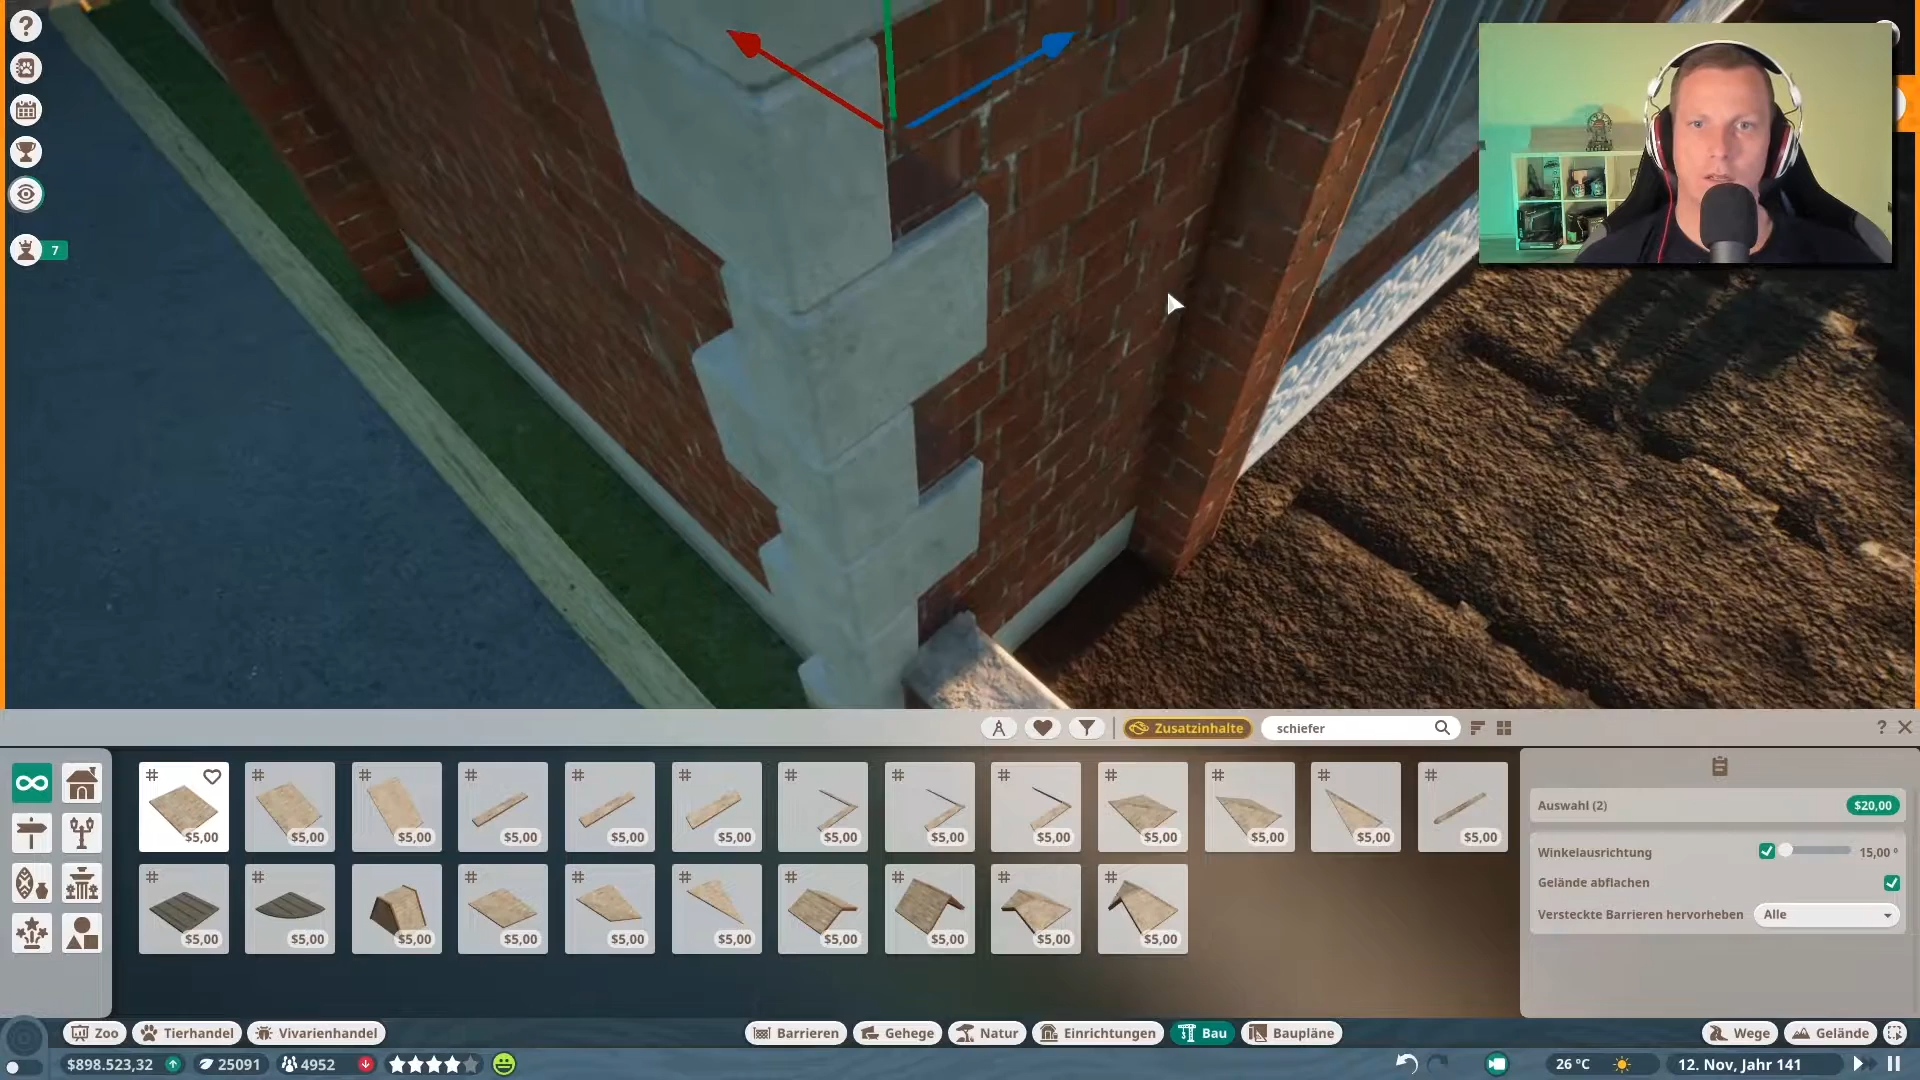 7
Zusatzinhalte
schiefer
$5,00 $5,00 $5,00 $5,00 $5,00 $5,00 $5,00 $5,00 $5,00 $5,00 $5,00 $5,00 $5,00
$5,00 $5,00 $5,00 $5,00 $5,00 $5,00 $5,00 $5,00 $5,00 $5,00
Auswahl (2) $20,00
Winkelausrichtung 15,00 °
Gelände abflachen
Versteckte Barrieren hervorheben Alle
Zoo Tierhandel Vivarienhandel Barrieren Gehege Natur Einrichtungen Bau Baupläne Wege Gelände
$898.523,32 25091 4952 26 °C 12. Nov, Jahr 141